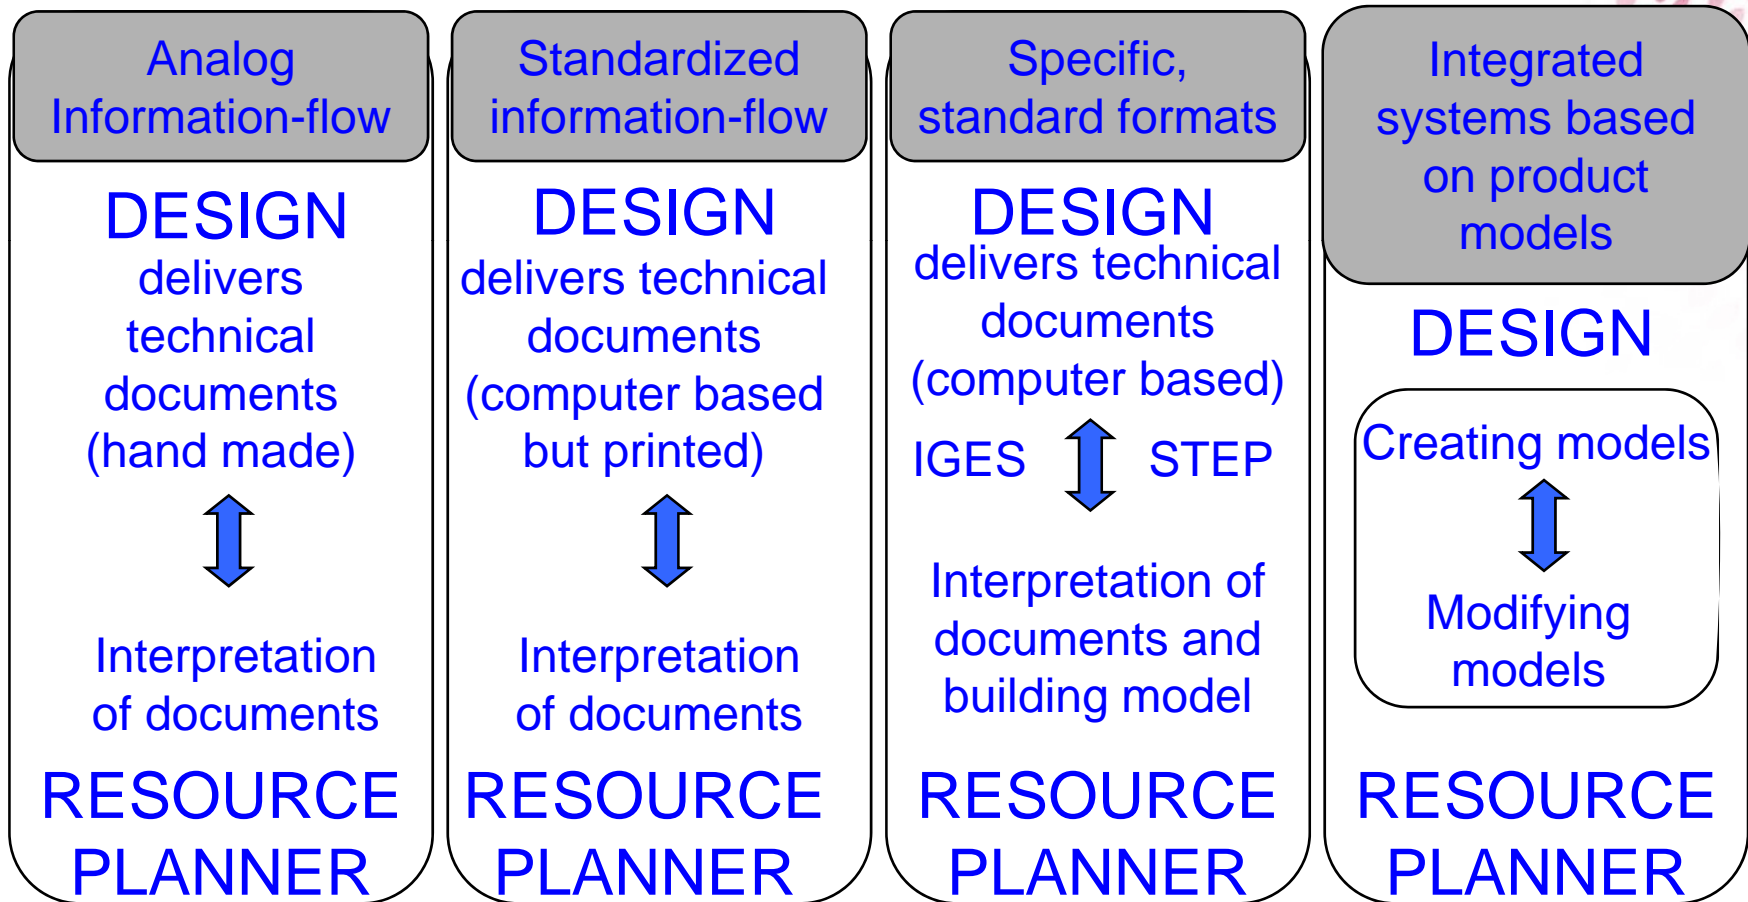 Analog
Information-flow
DESIGN
delivers
technical
documents
(hand made)
Interpretation
of documents
RESOURCE
PLANNER
Standardized
information-flow
DESIGN
delivers technical
documents
(computer based
but printed)
Interpretation
of documents
RESOURCE
PLANNER
Specific,
standard formats
DESIGN
delivers technical
documents
(computer based)
IGES STEP
Interpretation of
documents and
building model
RESOURCE
PLANNER
Integrated
systems based
on product
models
DESIGN
Creating models
Modifying
models
RESOURCE
PLANNER